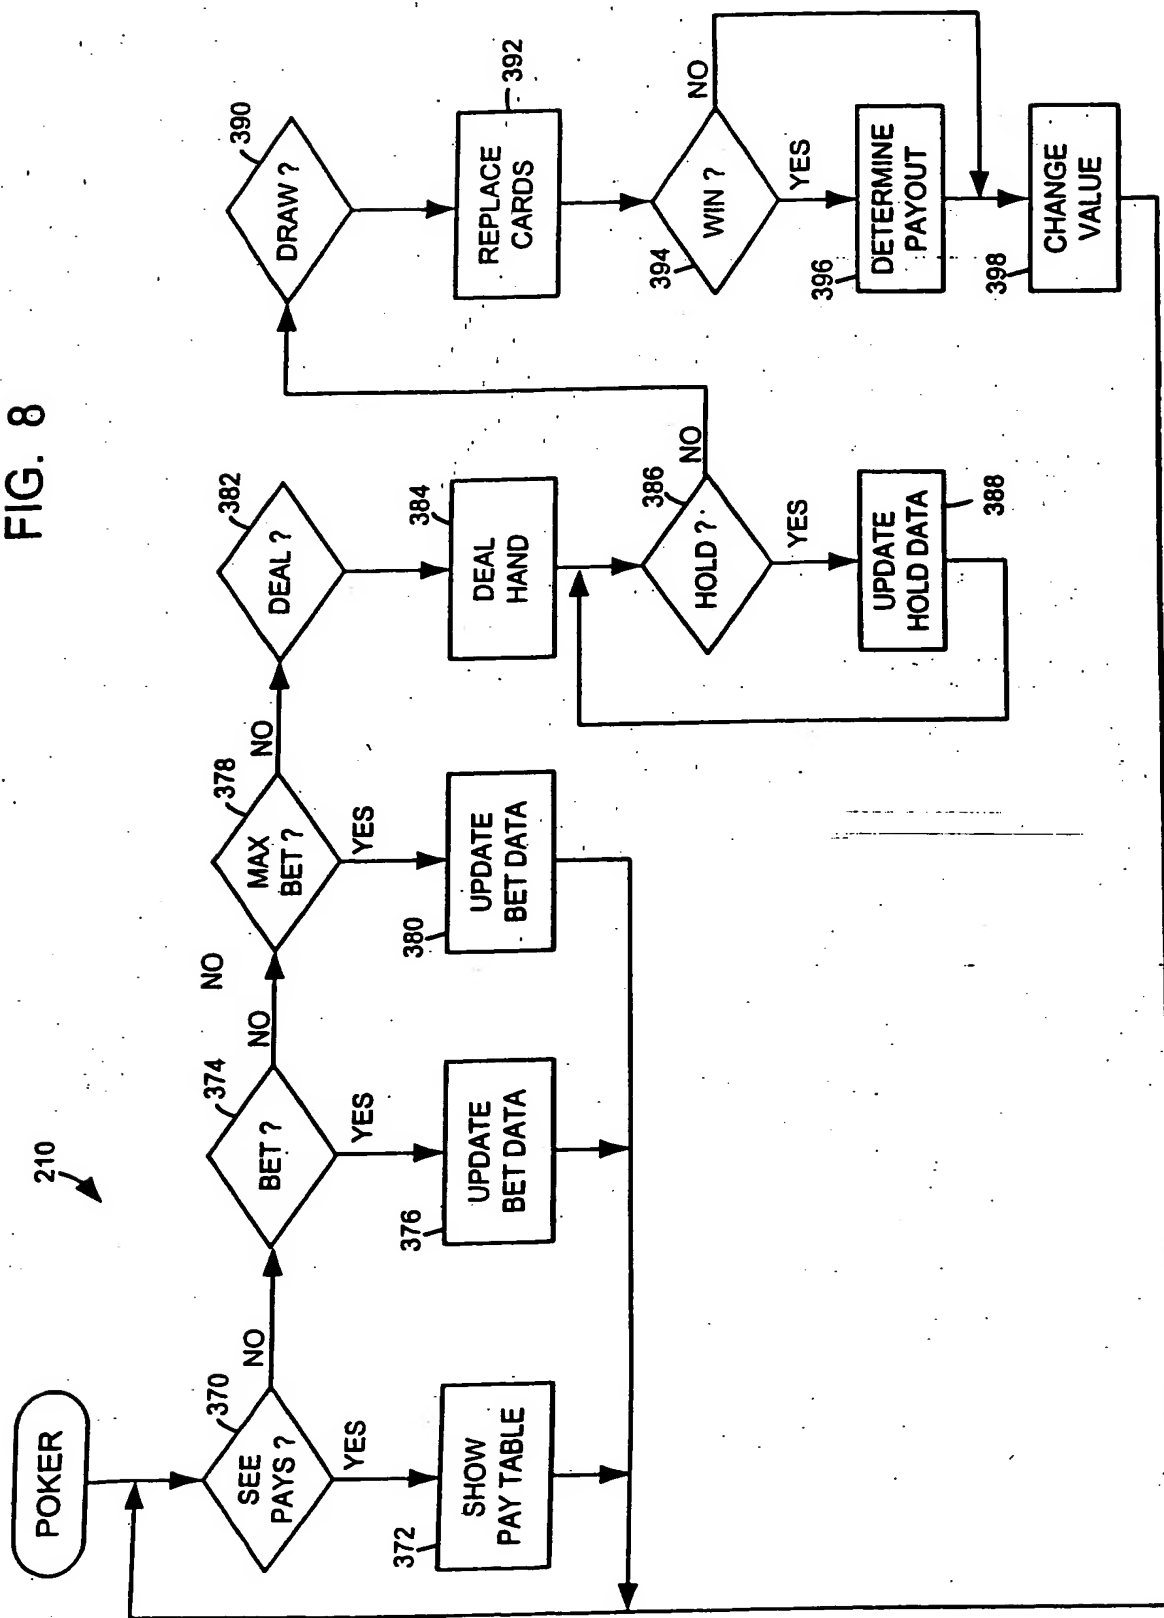 FIG. 8
210
POKER
370
SEE
PAYS ?
NO
YES
372
SHOW
PAY TABLE
374
BET ?
NO
NO
YES
376
UPDATE
BET DATA
378
MAX
BET ?
NO
YES
380
UPDATE
BET DATA
382
DEAL ?
384
DEAL
HAND
386
HOLD ?
NO
YES
388
UPDATE
HOLD DATA
390
DRAW ?
392
REPLACE
CARDS
394
WIN ?
NO
YES
396
DETERMINE
PAYOUT
398
CHANGE
VALUE